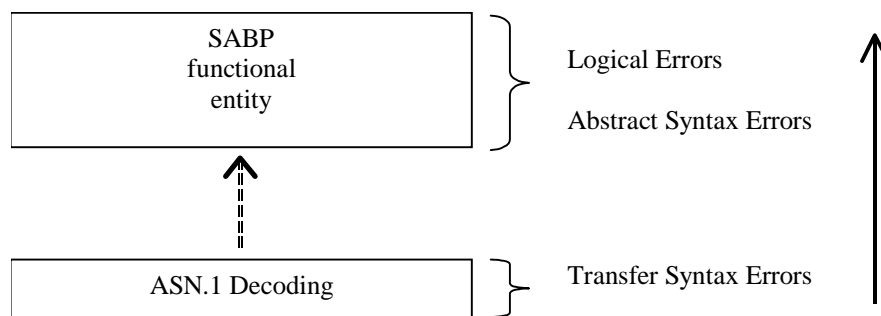 SABP
functional
entity
Logical Errors
Abstract Syntax Errors
ASN.1 Decoding
Transfer Syntax Errors